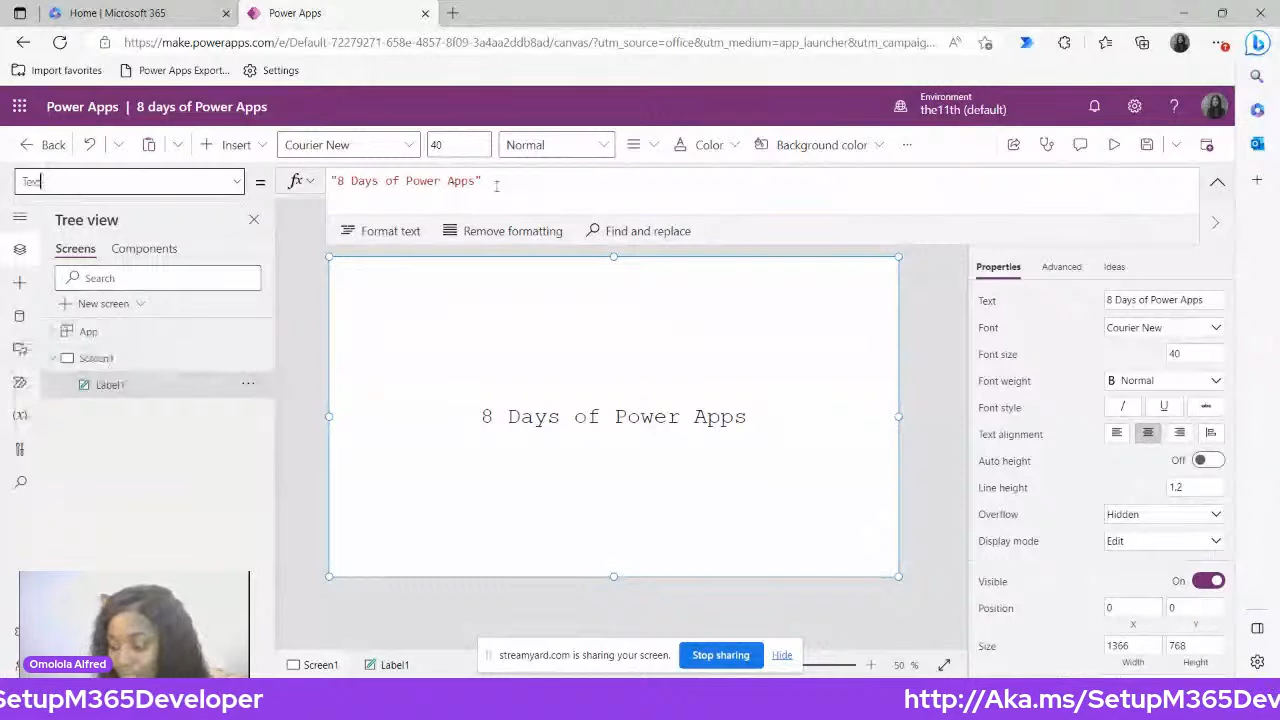 Home | Microsoft 365
Power Apps
https://make.powerapps.com/e/Default-72279271-658e-4857-8f09-3a4aa2ddb8ad/canvas/?utm_source=office&utm_medium=app_launcher&utm_campaig...
Import favorites
Power Apps Export...
Settings
Power Apps | 8 days of Power Apps
Environment
the11th (default)
Back
Insert
Courier New
40
Normal
Color
Background color
Text
=
fx
"8 Days of Power Apps"
Format text
Remove formatting
Find and replace
Tree view
Screens
Components
Search
New screen
App
Screen1
Label1
8 Days of Power Apps
Properties
Advanced
Ideas
Text
8 Days of Power Apps
Font
Courier New
Font size
40
Font weight
B Normal
Font style
Text alignment
Auto height
Off
Line height
1.2
Overflow
Hidden
Display mode
Edit
Visible
On
Position
0
0
X
Y
Size
1366
768
Width
Height
Screen1
Label1
50 %
streamyard.com is sharing your screen.
Stop sharing
Hide
Omolola Alfred
SetupM365Developer
http://Aka.ms/SetupM365Dev